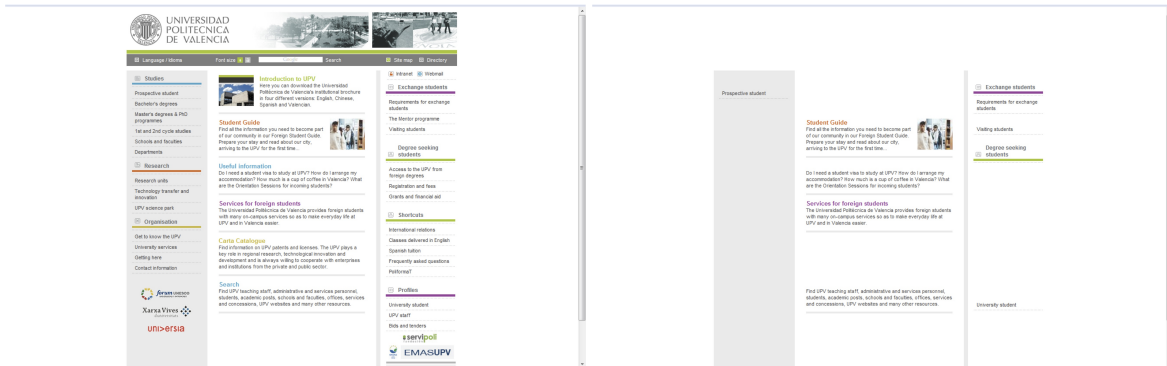 UNIVERSIDAD
POLITECNICA
DE VALENCIA
Language / Idioma
Font size
Google
Search
Site map
Directory
Studies
Prospective student
Bachelor's degrees
Master's degrees & PhD
programmes
1st and 2nd cycle studies
Schools and faculties
Departments
Research
Research units
Technology transfer and
innovation
UPV science park
Organisation
Get to know the UPV
University services
Getting here
Contact information
forum UNESCO
Xarxa Vives
universia
Introduction to UPV
Here you can download the Universidad
Politécnica de Valencia's institutional brochure
in four different versions: English, Chinese,
Spanish and Valencian.
Student Guide
Find all the information you need to become part
of our community in our Foreign Student Guide.
Prepare your stay and read about our city,
arriving to the UPV for the first time...
Useful information
Do I need a student visa to study at UPV? How do I arrange my
accommodation? How much is a cup of coffee in Valencia? What
are the Orientation Sessions for incoming students?
Services for foreign students
The Universidad Politécnica de Valencia provides foreign students
with many on-campus services so as to make everyday life at
UPV and in Valencia easier.
Carta Catalogue
Find information on UPV patents and licenses. The UPV plays a
key role in regional research, technological innovation and
development and is always willing to cooperate with enterprises
and institutions from the private and public sector.
Search
Find UPV teaching staff, administrative and services personnel,
students, academic posts, schools and faculties, offices, services
and concessions, UPV websites and many other resources.
Intranet
Webmail
Exchange students
Requirements for exchange
students
The Mentor programme
Visiting students
Degree seeking
students
Access to the UPV from
foreign degrees
Registration and fees
Grants and financial aid
Shortcuts
International relations
Classes delivered in English
Spanish tuition
Frequently asked questions
PoliformaT
Profiles
University student
UPV staff
Bids and tenders
servipoli
EMASUPV
Prospective student
Student Guide
Find all the information you need to become part
of our community in our Foreign Student Guide.
Prepare your stay and read about our city,
arriving to the UPV for the first time...
Do I need a student visa to study at UPV? How do I arrange my
accommodation? How much is a cup of coffee in Valencia? What
are the Orientation Sessions for incoming students?
Services for foreign students
The Universidad Politécnica de Valencia provides foreign students
with many on-campus services so as to make everyday life at
UPV and in Valencia easier.
Find UPV teaching staff, administrative and services personnel,
students, academic posts, schools and faculties, offices, services
and concessions, UPV websites and many other resources.
Exchange students
Requirements for exchange
students
Visiting students
Degree seeking
students
University student